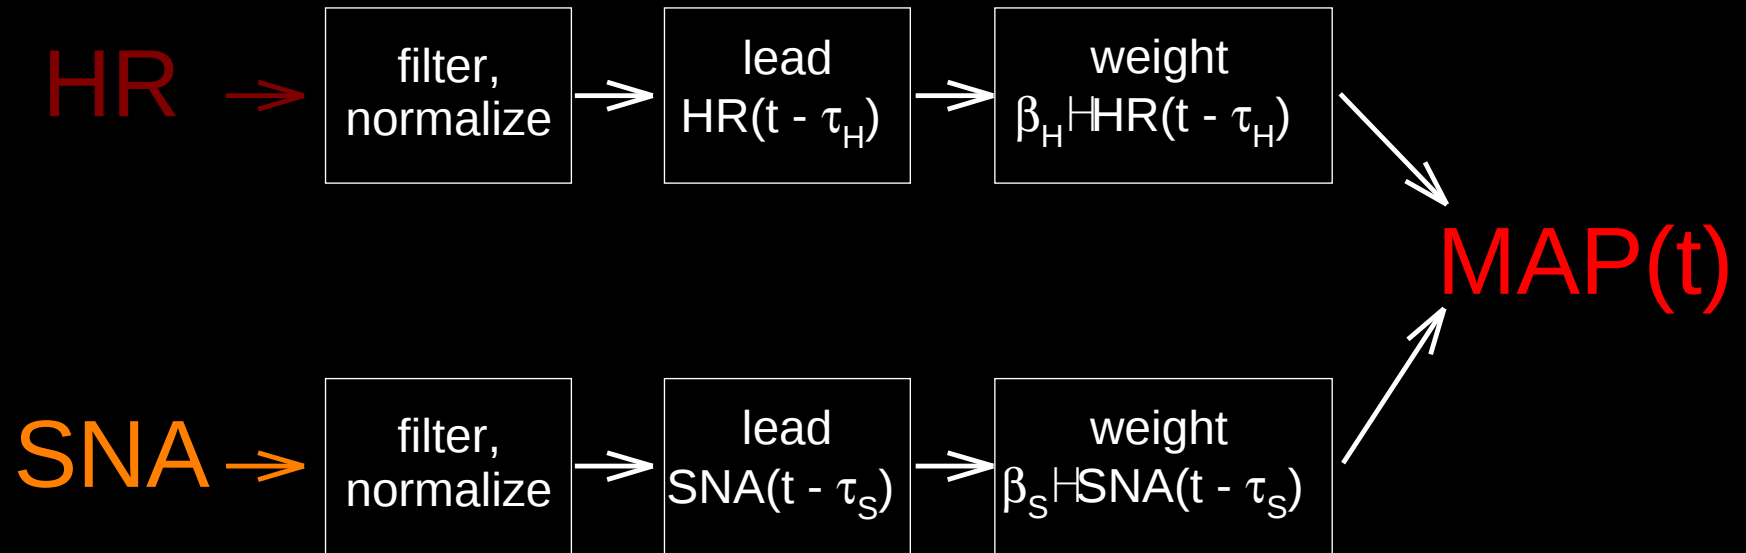 HR
filter,
normalize
lead
HR(t - τH)
weight
βH├HR(t - τH)
MAP(t)
SNA
filter,
normalize
lead
SNA(t - τS)
weight
βS├SNA(t - τS)